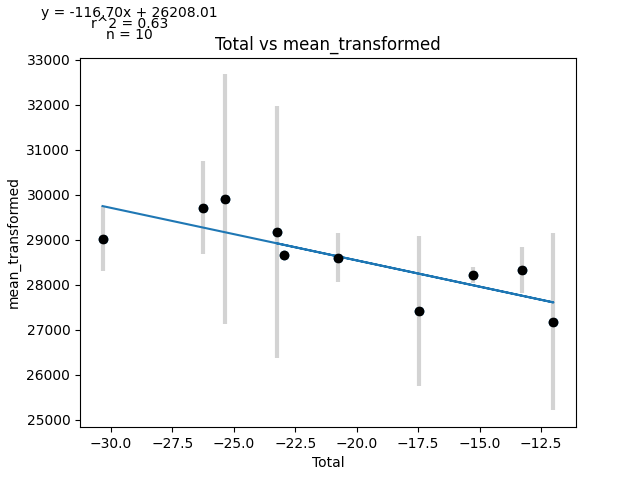 y = -116.70x + 26208.01
r^2 = 0.63
n = 10
Total vs mean_transformed
33000
32000
31000
30000
29000
28000
27000
26000
25000
mean_transformed
−30.0 −27.5 −25.0 −22.5 −20.0 −17.5 −15.0 −12.5
Total